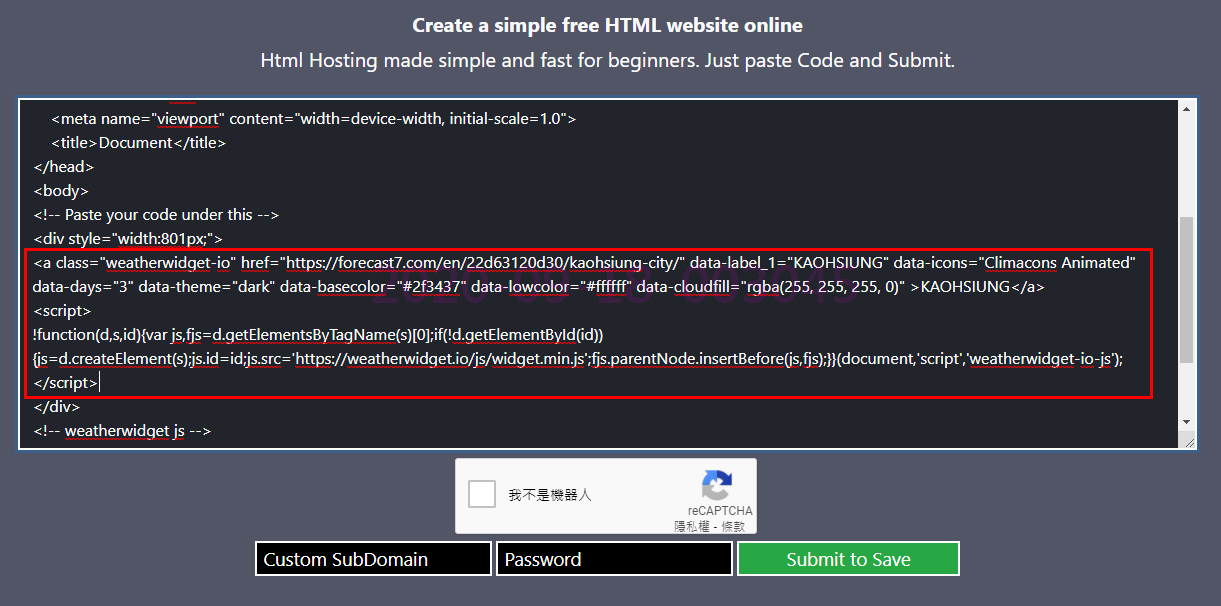 Create a simple free HTML website online
Html Hosting made simple and fast for beginners. Just paste Code and Submit.
<meta name="viewport" content="width=device-width, initial-scale=1.0">
<title>Document</title>
</head>
<body>
<!-- Paste your code under this -->
<div style="width:801px;">
<a class="weatherwidget-io" href="https://forecast7.com/en/22d63120d30/kaohsiung-city/" data-label_1="KAOHSIUNG" data-icons="Climacons Animated"
data-days="3" data-theme="dark" data-basecolor="#2f3437" data-lowcolor="#ffffff" data-cloudfill="rgba(255, 255, 255, 0)" >KAOHSIUNG</a>
<script>
!function(d,s,id){var js,fjs=d.getElementsByTagName(s)[0];if(!d.getElementById(id))
{js=d.createElement(s);js.id=id;js.src='https://weatherwidget.io/js/widget.min.js';fjs.parentNode.insertBefore(js,fjs);}}(document,'script','weatherwidget-io-js');
</script>
</div>
<!-- weatherwidget js -->
我不是機器人
reCAPTCHA
隱私權 - 條款
Custom SubDomain
Password
Submit to Save